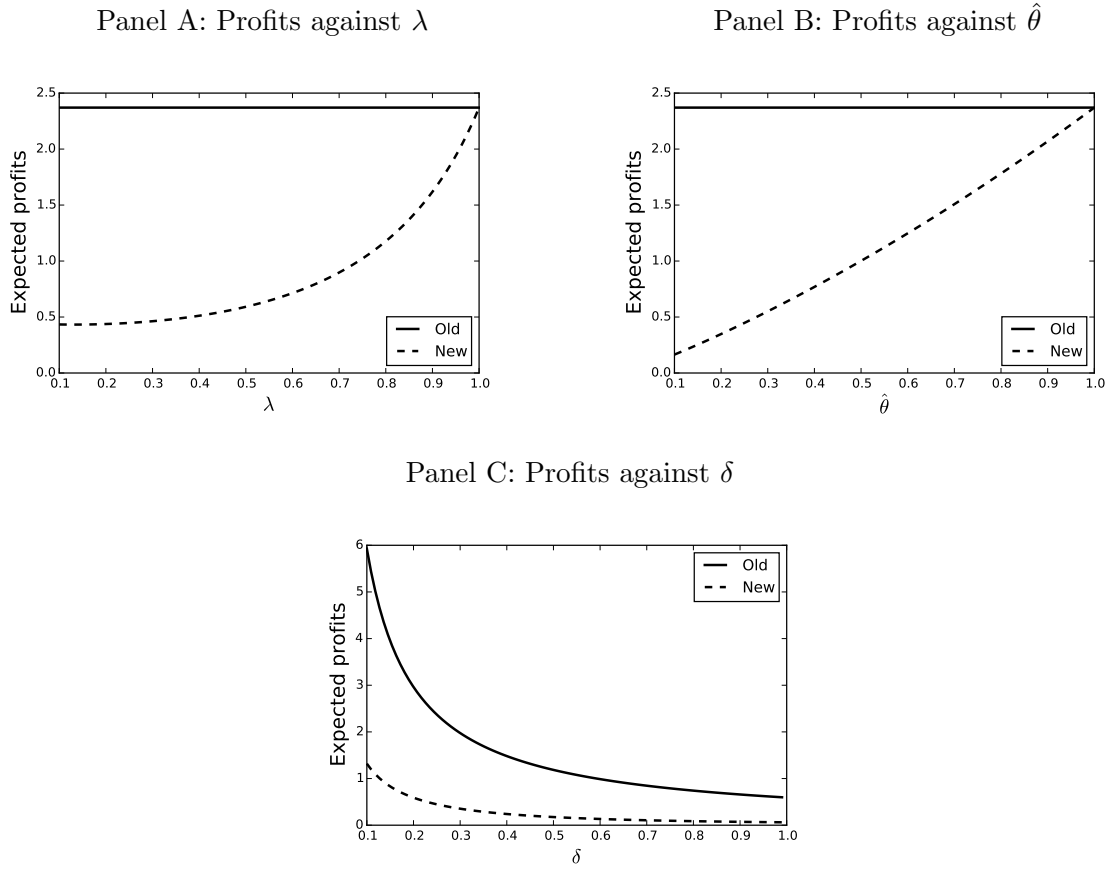 Panel A: Profits against λ
Expected profits
2.5
2.0
1.5
1.0
0.5
0.0
0.1 0.2 0.3 0.4 0.5 0.6 0.7 0.8 0.9 1.0
λ
Old
New
Panel B: Profits against θ̂
Expected profits
2.5
2.0
1.5
1.0
0.5
0.0
0.1 0.2 0.3 0.4 0.5 0.6 0.7 0.8 0.9 1.0
θ̂
Old
New
Panel C: Profits against δ
Expected profits
6
5
4
3
2
1
0
0.1 0.2 0.3 0.4 0.5 0.6 0.7 0.8 0.9 1.0
δ
Old
New